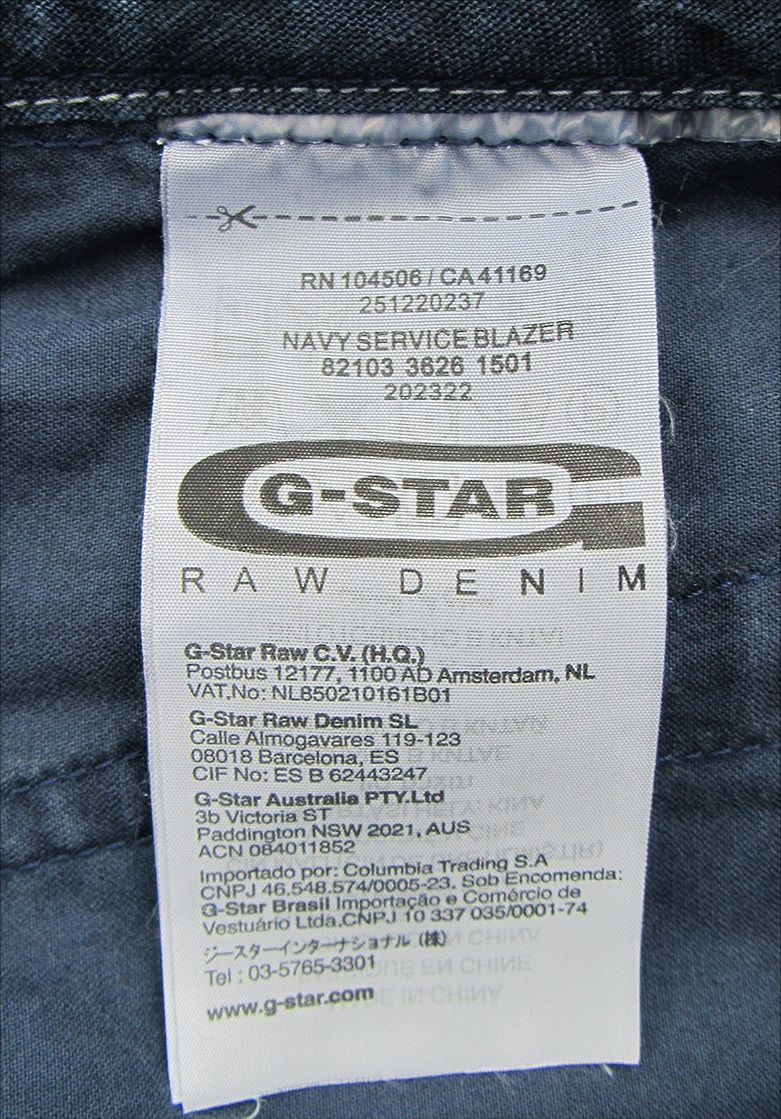 RN 104506 / CA 41169
251220237
NAVY SERVICE BLAZER
82103 3626 1501
202322
G-STAR
RAW DENIM
G-Star Raw C.V. (H.Q.)
Postbus 12177, 1100 AD Amsterdam, NL
VAT.No: NL850210161B01
G-Star Raw Denim SL
Calle Almogavares 119-123
08018 Barcelona, ES
CIF No: ES B 62443247
G-Star Australia PTY.Ltd
3b Victoria ST
Paddington NSW 2021, AUS
ACN 084011852
Importado por: Columbia Trading S.A
CNPJ 46.548.574/0005-23. Sob Encomenda:
G-Star Brasil Importação e Comércio de
Vestuário Ltda.CNPJ 10 337 035/0001-74
ジースターインターナショナル (株)
Tel : 03-5765-3301
www.g-star.com